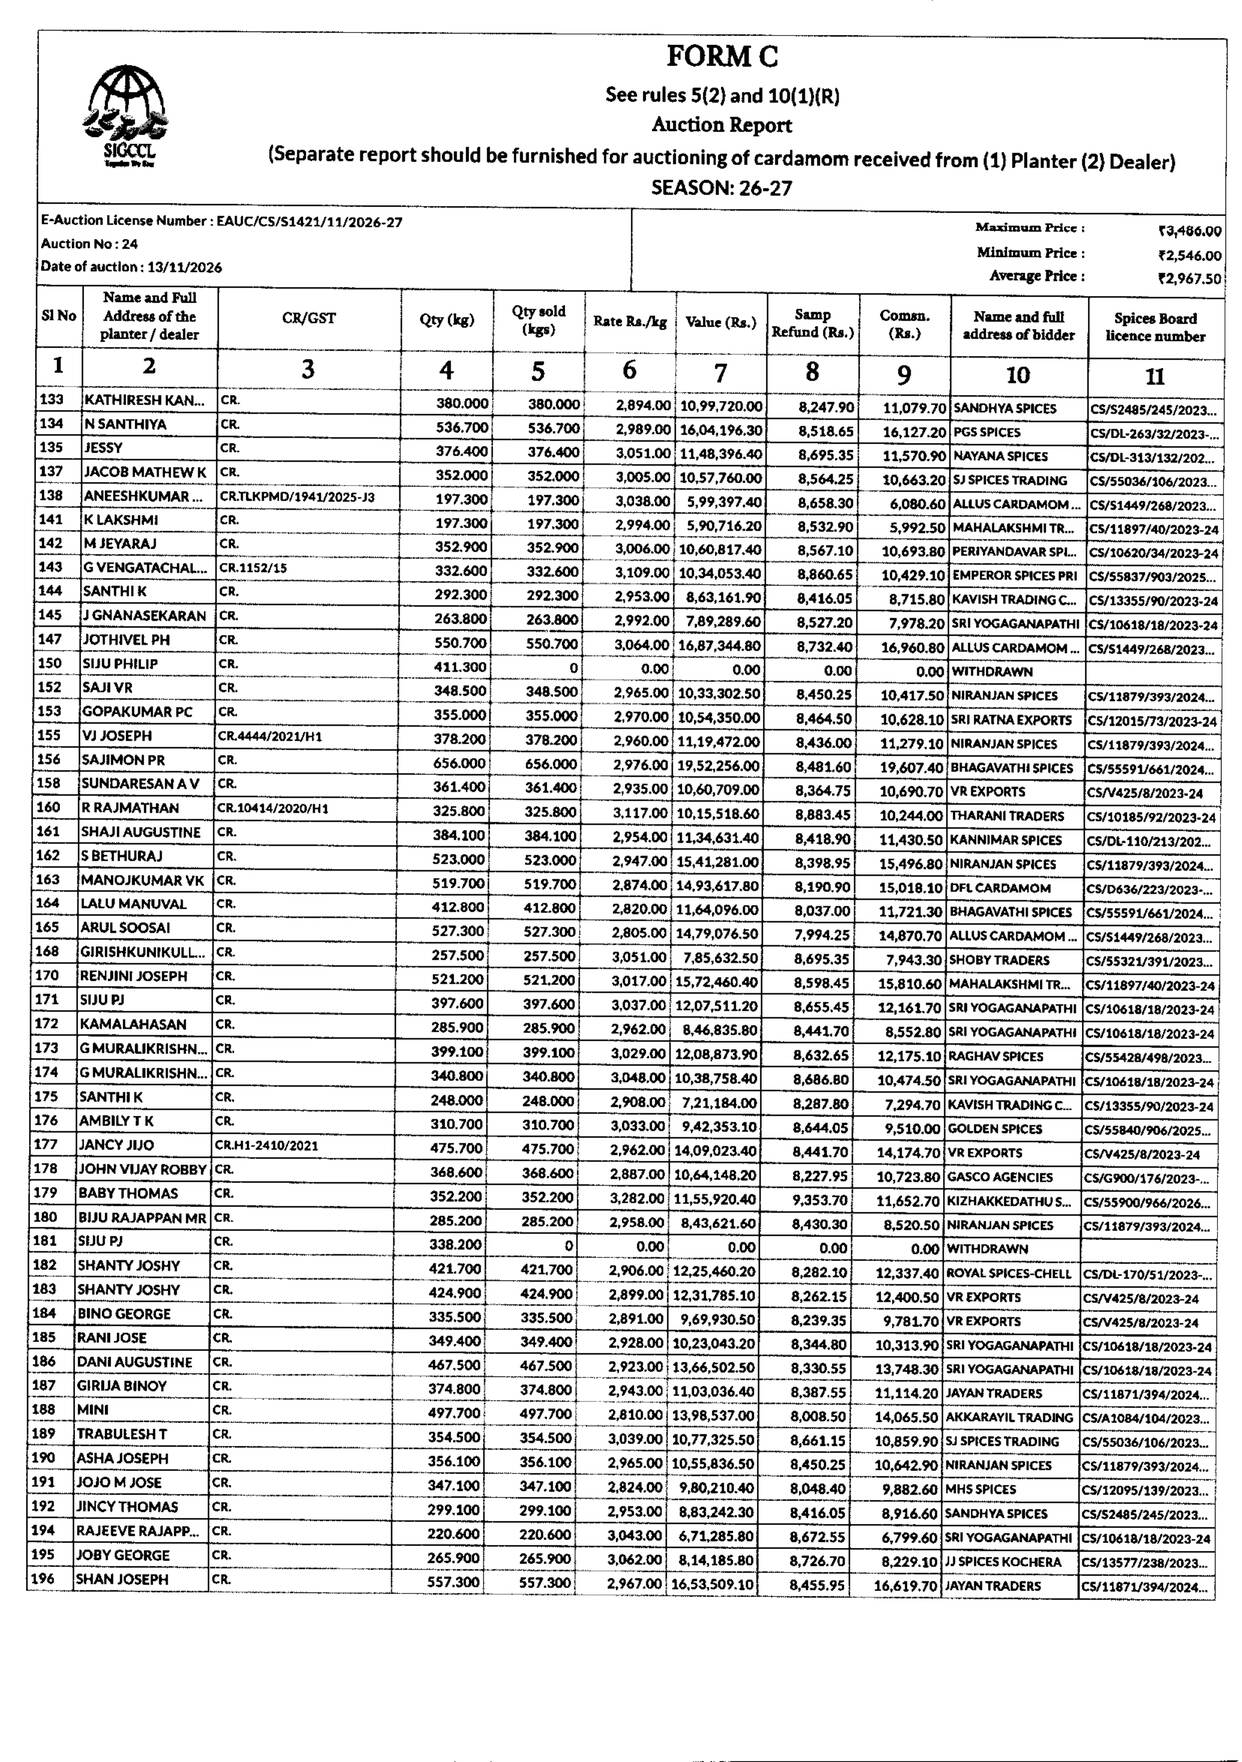 FORM C
See rules 5(2) and 10(1)(R)
Auction Report
(Separate report should be furnished for auctioning of cardamom received from (1) Planter (2) Dealer)
SEASON: 26-27
SIGCCL
Together We Grow
E-Auction License Number : EAUC/CS/S1421/11/2026-27
Auction No : 24
Date of auction : 13/11/2026
Maximum Price : ₹3,486.00
Minimum Price : ₹2,546.00
Average Price : ₹2,967.50
Sl No | Name and Full Address of the planter / dealer | CR/GST | Qty (kg) | Qty sold (kgs) | Rate Rs./kg | Value (Rs.) | Samp Refund (Rs.) | Comsn. (Rs.) | Name and full address of bidder | Spices Board licence number
1 2 3 4 5 6 7 8 9 10 11
133 KATHIRESH KAN... CR. 380.000 380.000 2,894.00 10,99,720.00 8,247.90 11,079.70 SANDHYA SPICES CS/S2485/245/2023...
134 N SANTHIYA CR. 536.700 536.700 2,989.00 16,04,196.30 8,518.65 16,127.20 PGS SPICES CS/DL-263/32/2023-...
135 JESSY CR. 376.400 376.400 3,051.00 11,48,396.40 8,695.35 11,570.90 NAYANA SPICES CS/DL-313/132/202...
137 JACOB MATHEW K CR. 352.000 352.000 3,005.00 10,57,760.00 8,564.25 10,663.20 SJ SPICES TRADING CS/55036/106/2023...
138 ANEESHKUMAR ... CR.TLKPMD/1941/2025-J3 197.300 197.300 3,038.00 5,99,397.40 8,658.30 6,080.60 ALLUS CARDAMOM ... CS/S1449/268/2023...
141 K LAKSHMI CR. 197.300 197.300 2,994.00 5,90,716.20 8,532.90 5,992.50 MAHALAKSHMI TR... CS/11897/40/2023-24
142 M JEYARAJ CR. 352.900 352.900 3,006.00 10,60,817.40 8,567.10 10,693.80 PERIYANDAVAR SPI... CS/10620/34/2023-24
143 G VENGATACHAL... CR.1152/15 332.600 332.600 3,109.00 10,34,053.40 8,860.65 10,429.10 EMPEROR SPICES PRI CS/55837/903/2025...
144 SANTHI K CR. 292.300 292.300 2,953.00 8,63,161.90 8,416.05 8,715.80 KAVISH TRADING C... CS/13355/90/2023-24
145 J GNANASEKARAN CR. 263.800 263.800 2,992.00 7,89,289.60 8,527.20 7,978.20 SRI YOGAGANAPATHI CS/10618/18/2023-24
147 JOTHIVEL PH CR. 550.700 550.700 3,064.00 16,87,344.80 8,732.40 16,960.80 ALLUS CARDAMOM ... CS/S1449/268/2023...
150 SIJU PHILIP CR. 411.300 0 0.00 0.00 0.00 0.00 WITHDRAWN
152 SAJI VR CR. 348.500 348.500 2,965.00 10,33,302.50 8,450.25 10,417.50 NIRANJAN SPICES CS/11879/393/2024...
153 GOPAKUMAR PC CR. 355.000 355.000 2,970.00 10,54,350.00 8,464.50 10,628.10 SRI RATNA EXPORTS CS/12015/73/2023-24
155 VJ JOSEPH CR.4444/2021/H1 378.200 378.200 2,960.00 11,19,472.00 8,436.00 11,279.10 NIRANJAN SPICES CS/11879/393/2024...
156 SAJIMON PR CR. 656.000 656.000 2,976.00 19,52,256.00 8,481.60 19,607.40 BHAGAVATHI SPICES CS/55591/661/2024...
158 SUNDARESAN A V CR. 361.400 361.400 2,935.00 10,60,709.00 8,364.75 10,690.70 VR EXPORTS CS/V425/8/2023-24
160 R RAJMATHAN CR.10414/2020/H1 325.800 325.800 3,117.00 10,15,518.60 8,883.45 10,244.00 THARANI TRADERS CS/10185/92/2023-24
161 SHAJI AUGUSTINE CR. 384.100 384.100 2,954.00 11,34,631.40 8,418.90 11,430.50 KANNIMAR SPICES CS/DL-110/213/202...
162 S BETHURAJ CR. 523.000 523.000 2,947.00 15,41,281.00 8,398.95 15,496.80 NIRANJAN SPICES CS/11879/393/2024...
163 MANOJKUMAR VK CR. 519.700 519.700 2,874.00 14,93,617.80 8,190.90 15,018.10 DFL CARDAMOM CS/D636/223/2023-...
164 LALU MANUVAL CR. 412.800 412.800 2,820.00 11,64,096.00 8,037.00 11,721.30 BHAGAVATHI SPICES CS/55591/661/2024...
165 ARUL SOOSAI CR. 527.300 527.300 2,805.00 14,79,076.50 7,994.25 14,870.70 ALLUS CARDAMOM ... CS/S1449/268/2023...
168 GIRISHKUNIKULL... CR. 257.500 257.500 3,051.00 7,85,632.50 8,695.35 7,943.30 SHOBY TRADERS CS/55321/391/2023...
170 RENJINI JOSEPH CR. 521.200 521.200 3,017.00 15,72,460.40 8,598.45 15,810.60 MAHALAKSHMI TR... CS/11897/40/2023-24
171 SIJU PJ CR. 397.600 397.600 3,037.00 12,07,511.20 8,655.45 12,161.70 SRI YOGAGANAPATHI CS/10618/18/2023-24
172 KAMALAHASAN CR. 285.900 285.900 2,962.00 8,46,835.80 8,441.70 8,552.80 SRI YOGAGANAPATHI CS/10618/18/2023-24
173 G MURALIKRISHN... CR. 399.100 399.100 3,029.00 12,08,873.90 8,632.65 12,175.10 RAGHAV SPICES CS/55428/498/2023...
174 G MURALIKRISHN... CR. 340.800 340.800 3,048.00 10,38,758.40 8,686.80 10,474.50 SRI YOGAGANAPATHI CS/10618/18/2023-24
175 SANTHI K CR. 248.000 248.000 2,908.00 7,21,184.00 8,287.80 7,294.70 KAVISH TRADING C... CS/13355/90/2023-24
176 AMBILY T K CR. 310.700 310.700 3,033.00 9,42,353.10 8,644.05 9,510.00 GOLDEN SPICES CS/55840/906/2025...
177 JANCY JIJO CR.H1-2410/2021 475.700 475.700 2,962.00 14,09,023.40 8,441.70 14,174.70 VR EXPORTS CS/V425/8/2023-24
178 JOHN VIJAY ROBBY CR. 368.600 368.600 2,887.00 10,64,148.20 8,227.95 10,723.80 GASCO AGENCIES CS/G900/176/2023-...
179 BABY THOMAS CR. 352.200 352.200 3,282.00 11,55,920.40 9,353.70 11,652.70 KIZHAKKEDATHU S... CS/55900/966/2026...
180 BIJU RAJAPPAN MR CR. 285.200 285.200 2,958.00 8,43,621.60 8,430.30 8,520.50 NIRANJAN SPICES CS/11879/393/2024...
181 SIJU PJ CR. 338.200 0 0.00 0.00 0.00 0.00 WITHDRAWN
182 SHANTY JOSHY CR. 421.700 421.700 2,906.00 12,25,460.20 8,282.10 12,337.40 ROYAL SPICES-CHELL CS/DL-170/51/2023-...
183 SHANTY JOSHY CR. 424.900 424.900 2,899.00 12,31,785.10 8,262.15 12,400.50 VR EXPORTS CS/V425/8/2023-24
184 BINO GEORGE CR. 335.500 335.500 2,891.00 9,69,930.50 8,239.35 9,781.70 VR EXPORTS CS/V425/8/2023-24
185 RANI JOSE CR. 349.400 349.400 2,928.00 10,23,043.20 8,344.80 10,313.90 SRI YOGAGANAPATHI CS/10618/18/2023-24
186 DANI AUGUSTINE CR. 467.500 467.500 2,923.00 13,66,502.50 8,330.55 13,748.30 SRI YOGAGANAPATHI CS/10618/18/2023-24
187 GIRIJA BINOY CR. 374.800 374.800 2,943.00 11,03,036.40 8,387.55 11,114.20 JAYAN TRADERS CS/11871/394/2024...
188 MINI CR. 497.700 497.700 2,810.00 13,98,537.00 8,008.50 14,065.50 AKKARAYIL TRADING CS/A1084/104/2023...
189 TRABULESH T CR. 354.500 354.500 3,039.00 10,77,325.50 8,661.15 10,859.90 SJ SPICES TRADING CS/55036/106/2023...
190 ASHA JOSEPH CR. 356.100 356.100 2,965.00 10,55,836.50 8,450.25 10,642.90 NIRANJAN SPICES CS/11879/393/2024...
191 JOJO M JOSE CR. 347.100 347.100 2,824.00 9,80,210.40 8,048.40 9,882.60 MHS SPICES CS/12095/139/2023...
192 JINCY THOMAS CR. 299.100 299.100 2,953.00 8,83,242.30 8,416.05 8,916.60 SANDHYA SPICES CS/S2485/245/2023...
194 RAJEEVE RAJAPP... CR. 220.600 220.600 3,043.00 6,71,285.80 8,672.55 6,799.60 SRI YOGAGANAPATHI CS/10618/18/2023-24
195 JOBY GEORGE CR. 265.900 265.900 3,062.00 8,14,185.80 8,726.70 8,229.10 JJ SPICES KOCHERA CS/13577/238/2023...
196 SHAN JOSEPH CR. 557.300 557.300 2,967.00 16,53,509.10 8,455.95 16,619.70 JAYAN TRADERS CS/11871/394/2024...